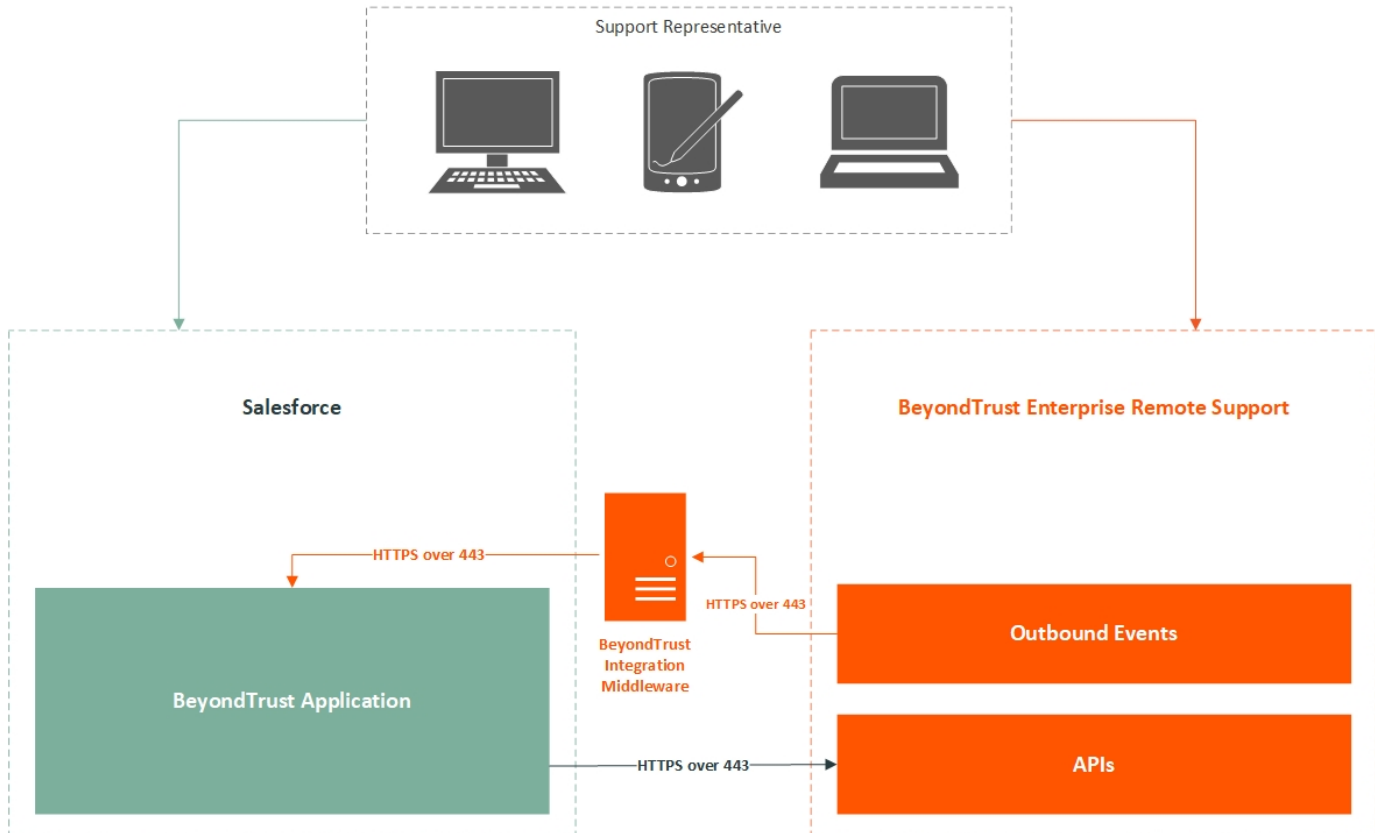 Support Representative
Salesforce
BeyondTrust Enterprise Remote Support
HTTPS over 443
HTTPS over 443
BeyondTrust
Integration
Middleware
Outbound Events
BeyondTrust Application
HTTPS over 443
APIs